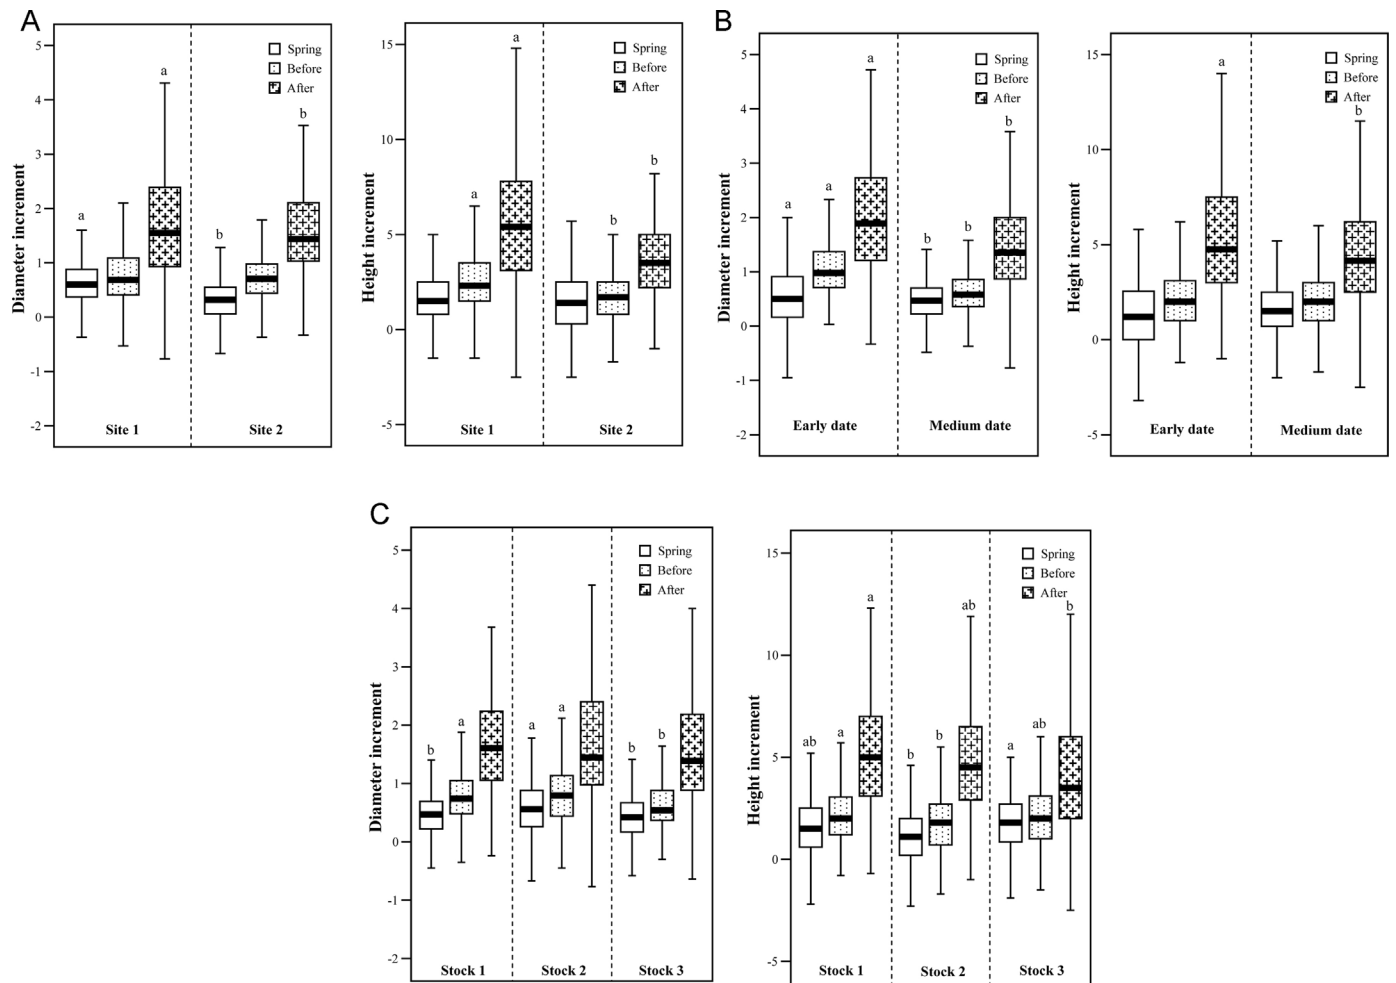 A
Diameter increment
5
4
3
2
1
0
-1
-2
Spring
Before
After
a
b
a
b
Site 1
Site 2
Height increment
15
10
5
0
-5
Spring
Before
After
a
a
b
b
Site 1
Site 2
B
Diameter increment
5
4
3
2
1
0
-1
-2
Spring
Before
After
a
a
a
b
b
b
Early date
Medium date
Height increment
15
10
5
0
-5
Spring
Before
After
a
b
Early date
Medium date
C
Diameter increment
5
4
3
2
1
0
-1
-2
Spring
Before
After
b
a
a
a
b
b
Stock 1
Stock 2
Stock 3
Height increment
15
10
5
0
-5
Spring
Before
After
ab
a
a
b
b
ab
a
ab
b
Stock 1
Stock 2
Stock 3